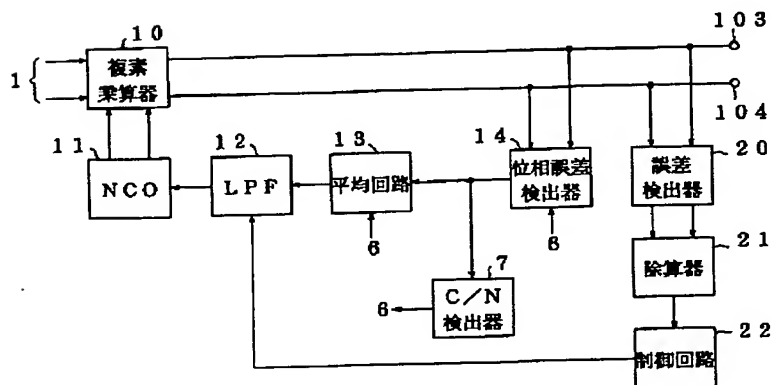 10
103
1
複素
乗算器
104
11
12
13
14
20
NCO
LPF
平均回路
位相誤差
検出器
誤差
検出器
6
6
21
7
除算器
6
C/N
検出器
22
制御回路